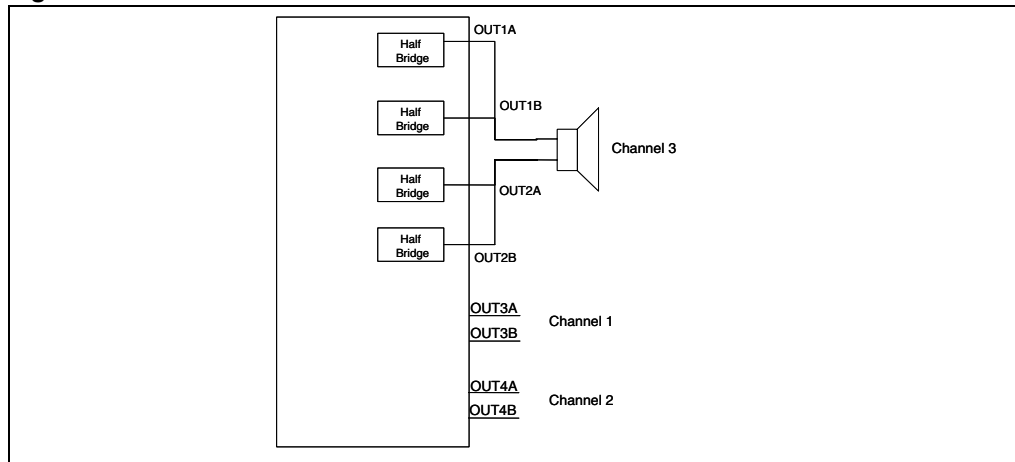 OUT1A
Half
Bridge
OUT1B
Half
Bridge
Channel 3
Half
Bridge
OUT2A
Half
Bridge
OUT2B
OUT3A
Channel 1
OUT3B
OUT4A
Channel 2
OUT4B